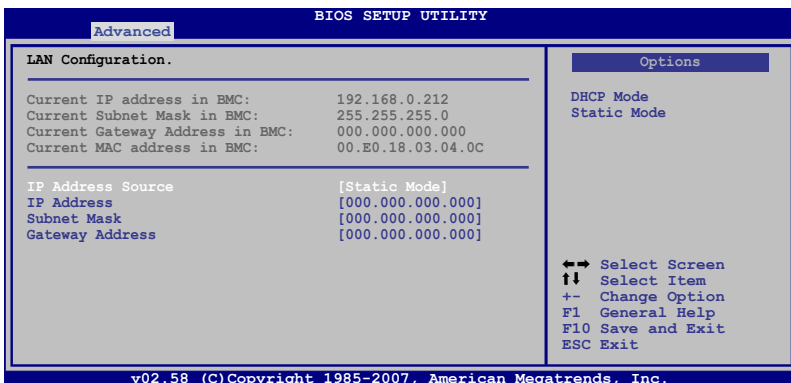 BIOS SETUP UTILITY
Advanced
LAN Configuration.
Current IP address in BMC: 192.168.0.212
Current Subnet Mask in BMC: 255.255.255.0
Current Gateway Address in BMC: 000.000.000.000
Current MAC address in BMC: 00.E0.18.03.04.0C
IP Address Source [Static Mode]
IP Address [000.000.000.000]
Subnet Mask [000.000.000.000]
Gateway Address [000.000.000.000]
Options
DHCP Mode
Static Mode
←→ Select Screen
↑↓ Select Item
+- Change Option
F1 General Help
F10 Save and Exit
ESC Exit
v02.58 (C)Copyright 1985-2007, American Megatrends, Inc.